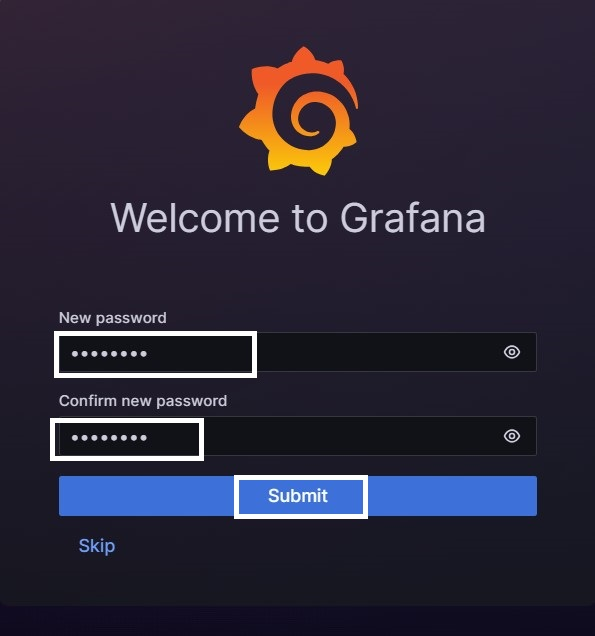 Welcome to Grafana
New password
••••••••
Confirm new password
••••••••
Submit
Skip